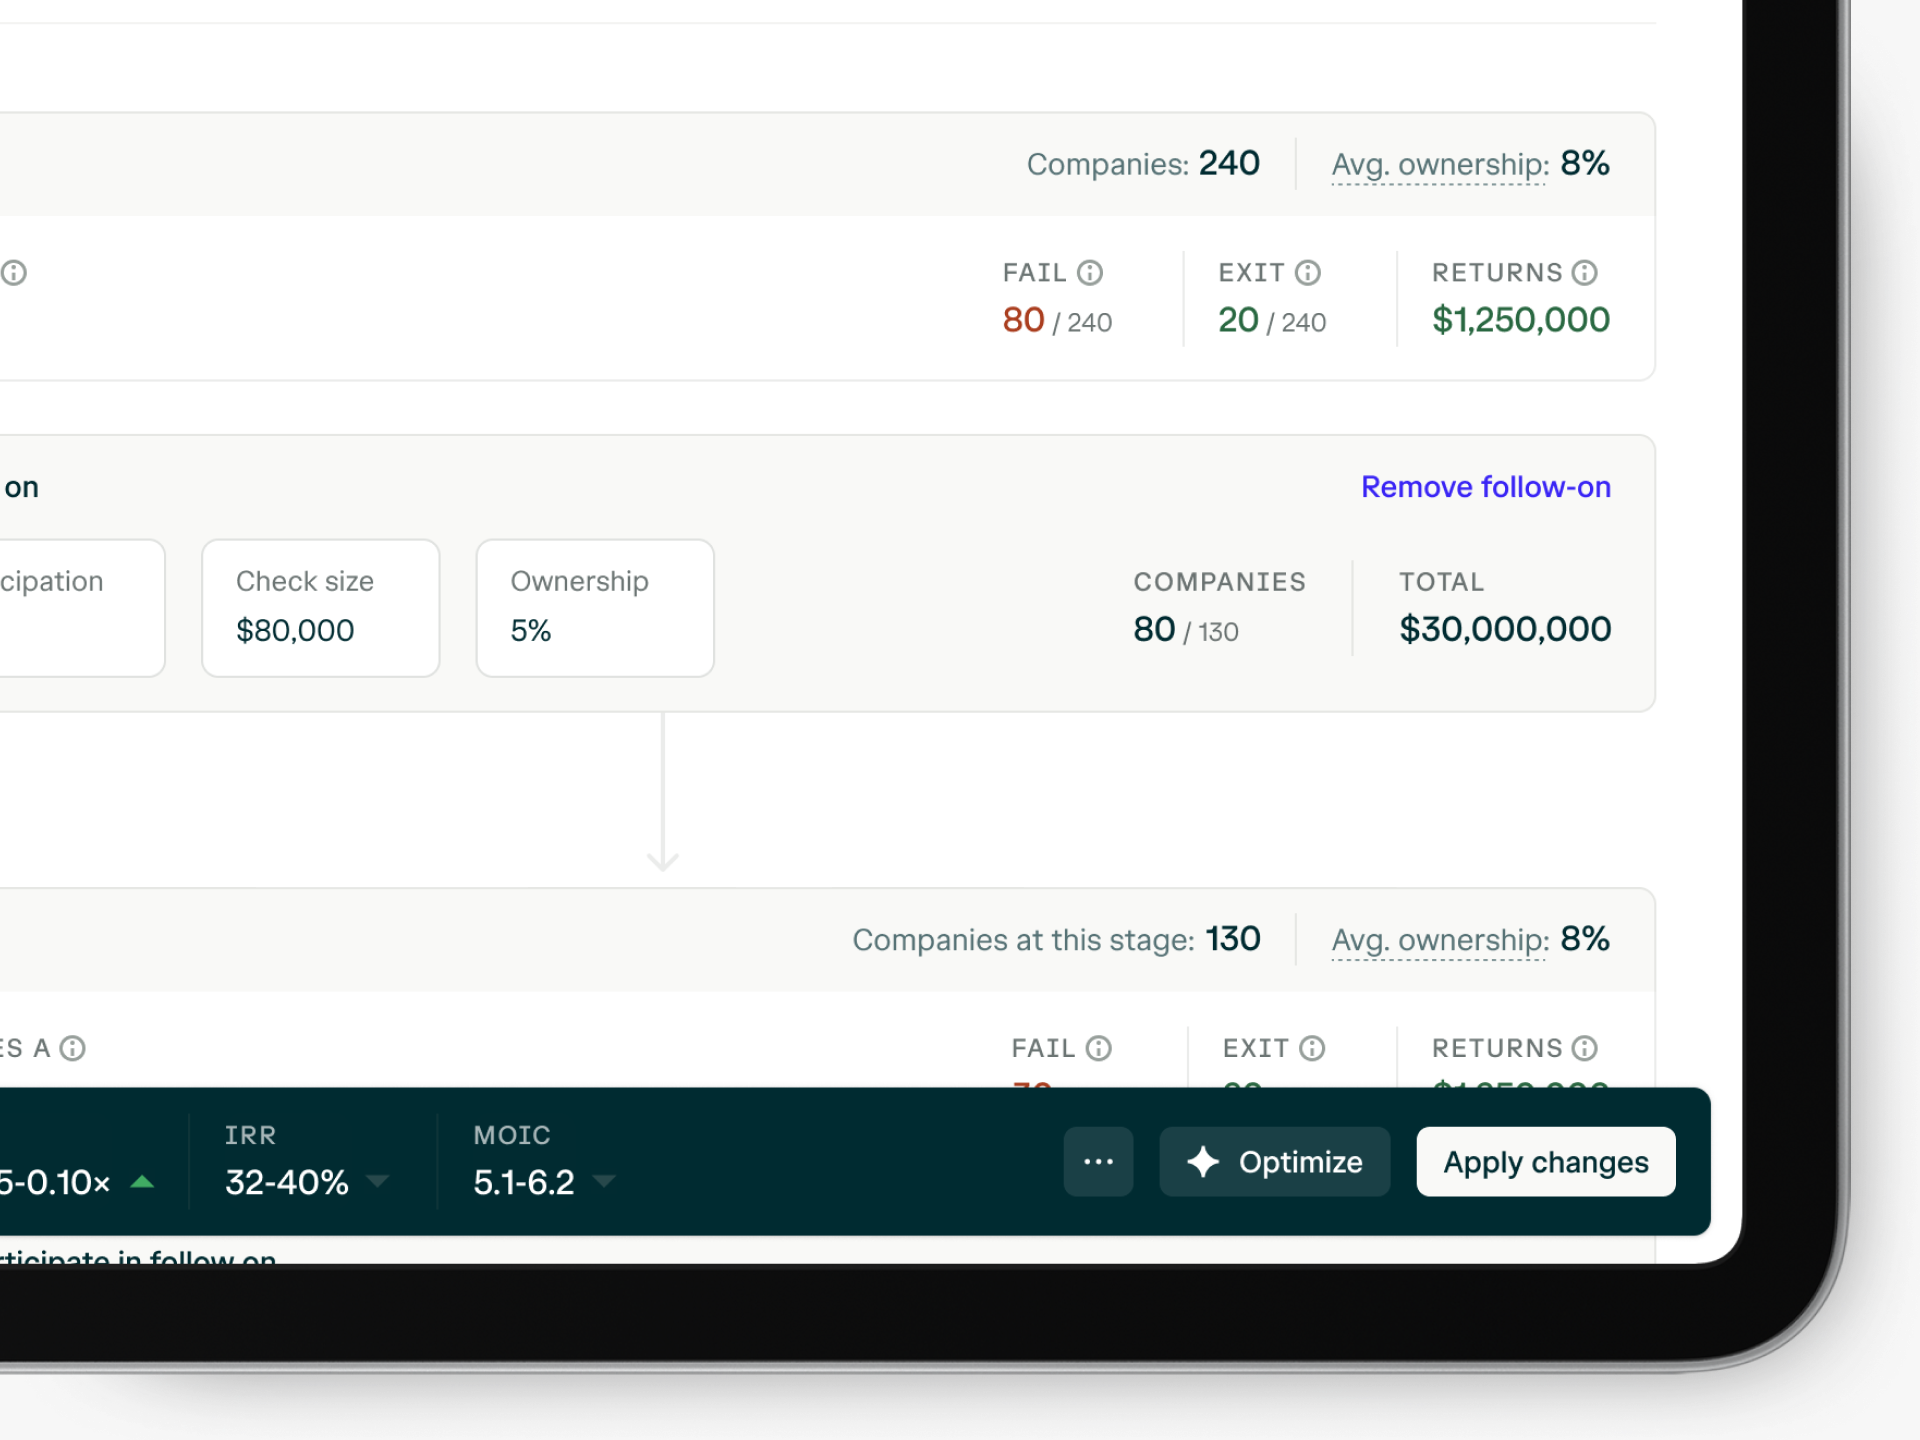 Companies: 240 Avg. ownership: 8%
FAIL EXIT RETURNS
80 / 240 20 / 240 $1,250,000
on Remove follow-on
cipation Check size Ownership COMPANIES TOTAL
$80,000 5% 80 / 130 $30,000,000
Companies at this stage: 130 Avg. ownership: 8%
ES A FAIL EXIT RETURNS
IRR MOIC
5-0.10× 32-40% 5.1-6.2 ... Optimize Apply changes
rticipate in follow on